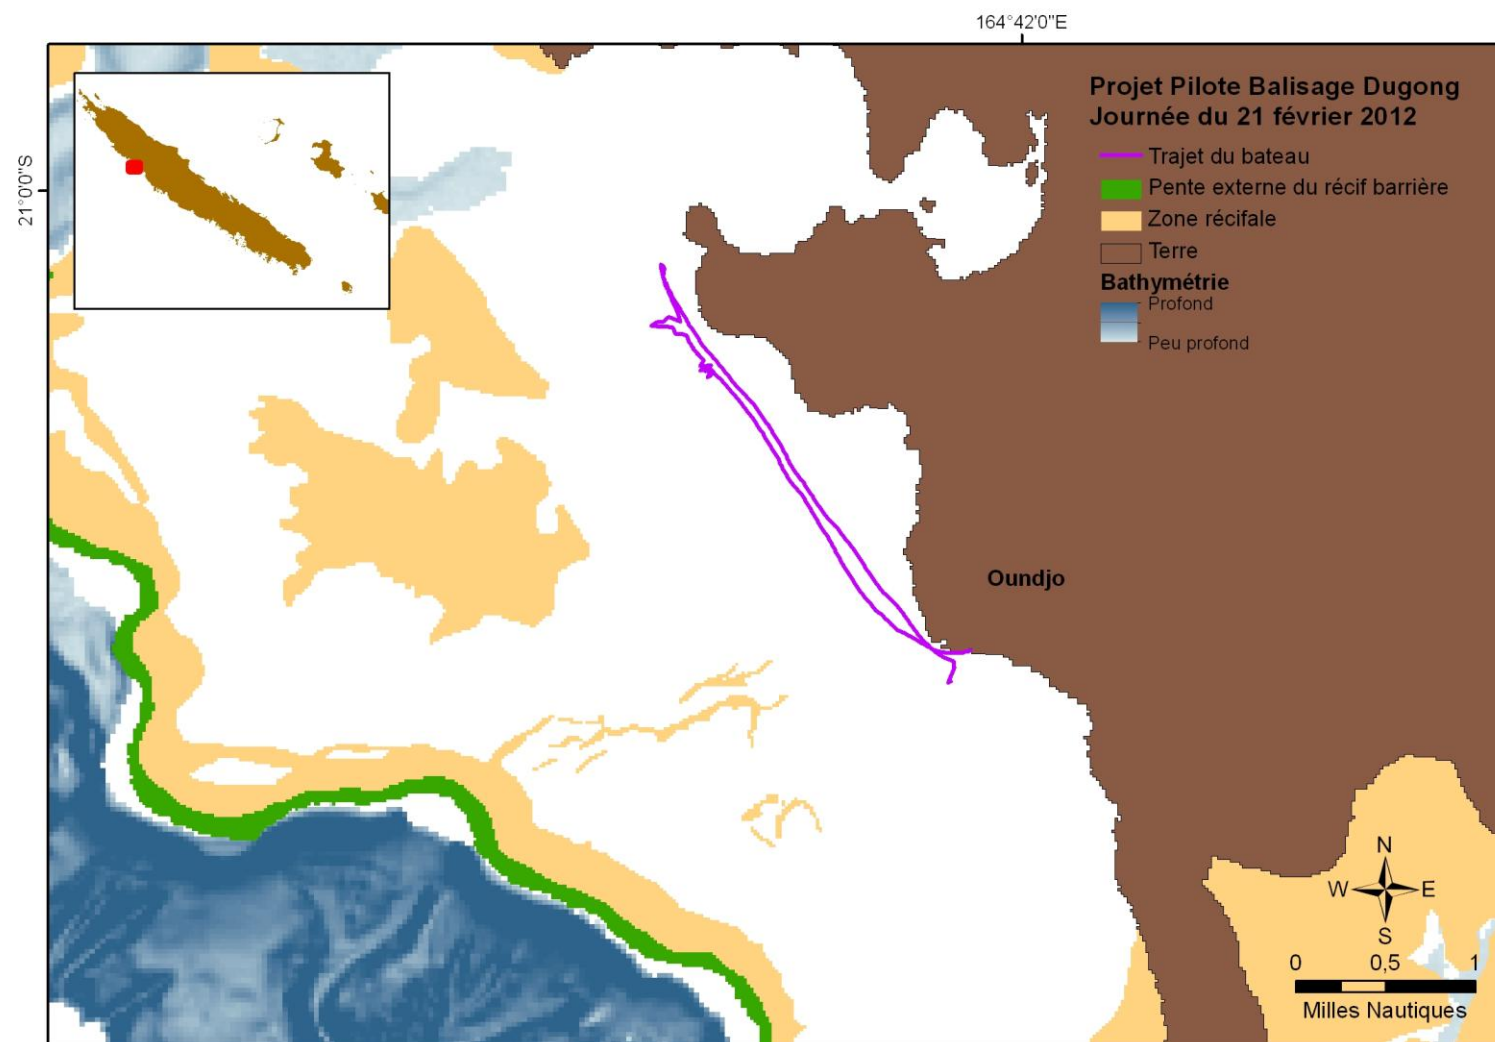 164°42'0"E
21°0'0"S
Projet Pilote Balisage Dugong
Journée du 21 février 2012
Trajet du bateau
Pente externe du récif barrière
Zone récifale
Terre
Bathymétrie
Profond
Peu profond
Oundjo
N
W E
S
0 0,5 1
Milles Nautiques